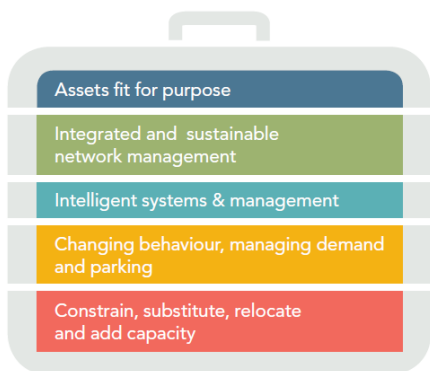 Assets fit for purpose
Integrated and sustainable
network management
Intelligent systems & management
Changing behaviour, managing demand
and parking
Constrain, substitute, relocate
and add capacity